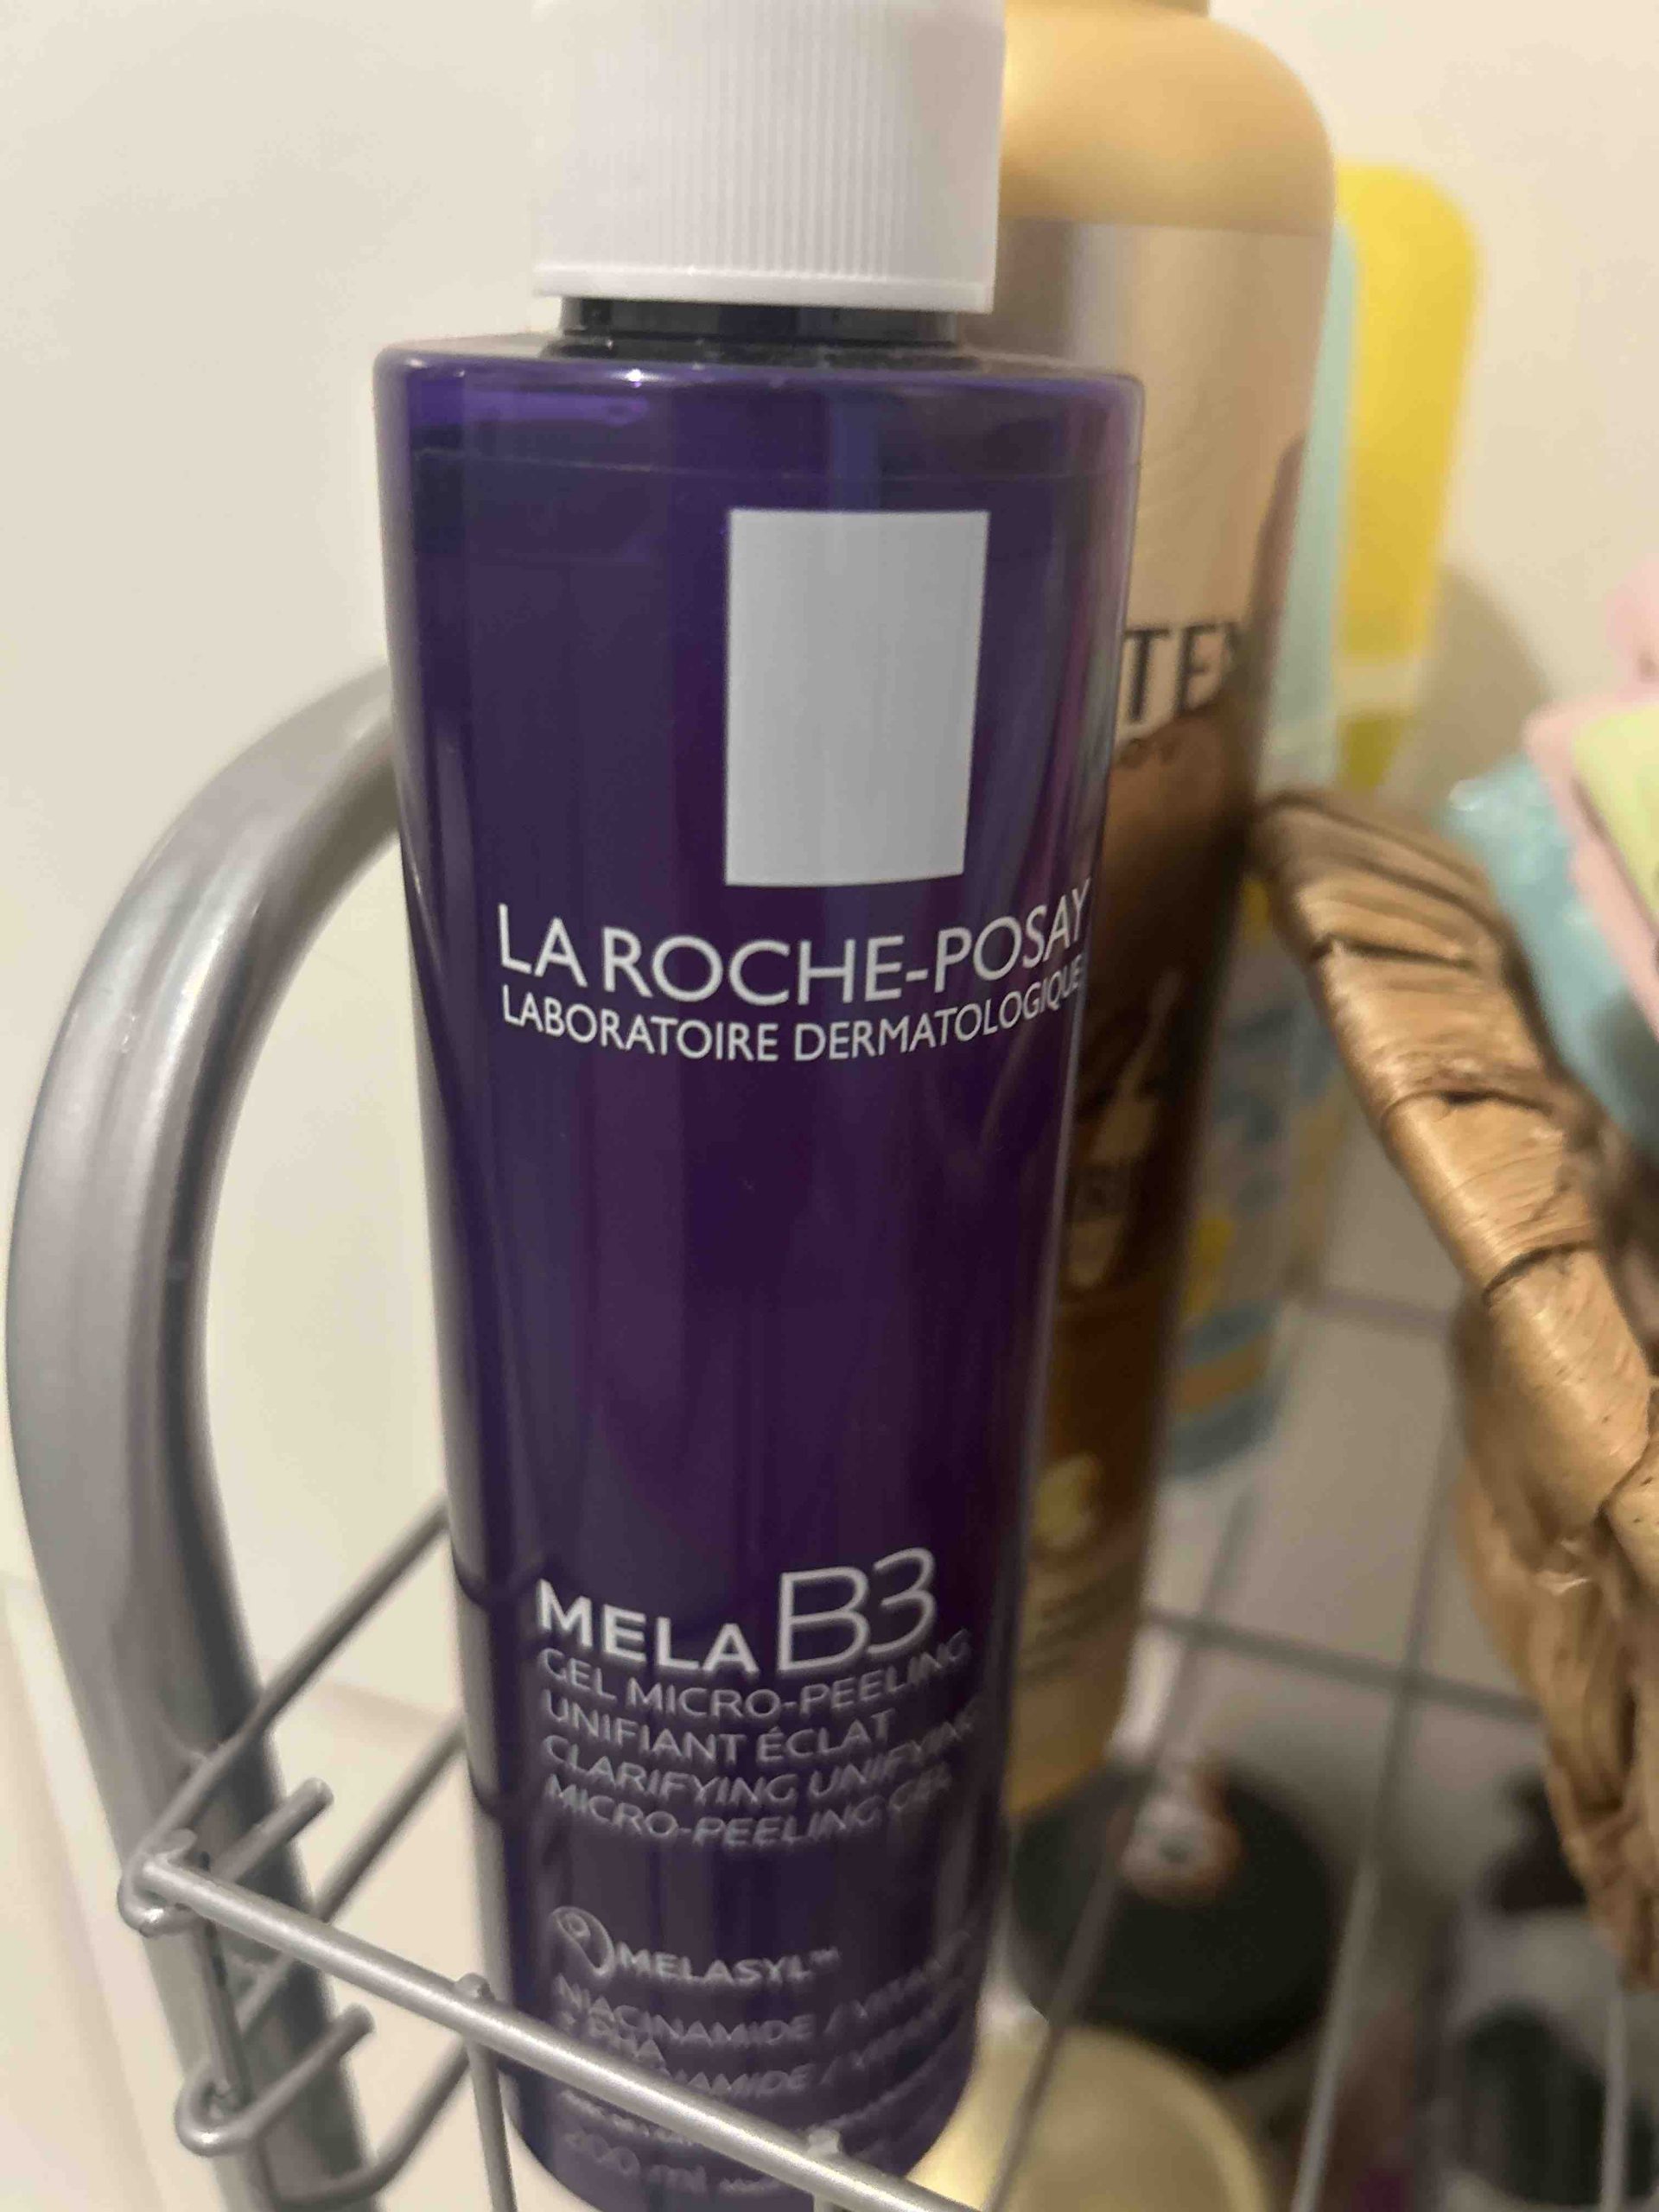 LA ROCHE-POSAY
LABORATOIRE DERMATOLOGIQUE
MELA B3
GEL MICRO-PEELING
UNIFIANT ÉCLAT
CLARIFYING UNIFYING
MICRO-PEELING GEL
MELASYL™
NIACINAMIDE /
+ PHA
200 ml